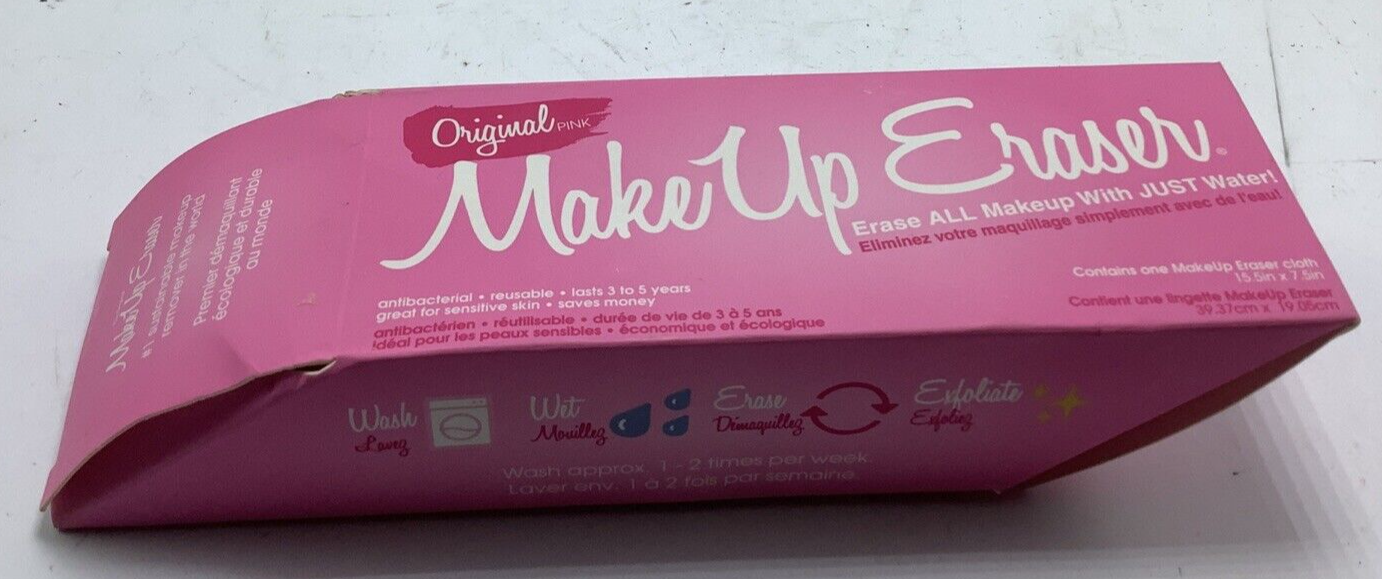 Original PINK
MakeUp Eraser®
Erase ALL Makeup With JUST Water!
Eliminez votre maquillage simplement avec de l'eau!
antibacterial • reusable • lasts 3 to 5 years
great for sensitive skin • saves money
antibactérien • réutilisable • durée de vie de 3 à 5 ans
idéal pour les peaux sensibles • économique et écologique
Contains one MakeUp Eraser cloth
15.5in x 7.5in
Contient une lingette MakeUp Eraser
39.37cm x 19.05cm
MakeUp Eraser
#1 sustainable makeup
remover in the world
Premier démaquillant
écologique et durable
au monde
Wash
Lavez
Wet
Mouillez
Erase
Démaquillez
Exfoliate
Exfoliez
Wash approx. 1 - 2 times per week.
Laver env. 1 à 2 fois par semaine.